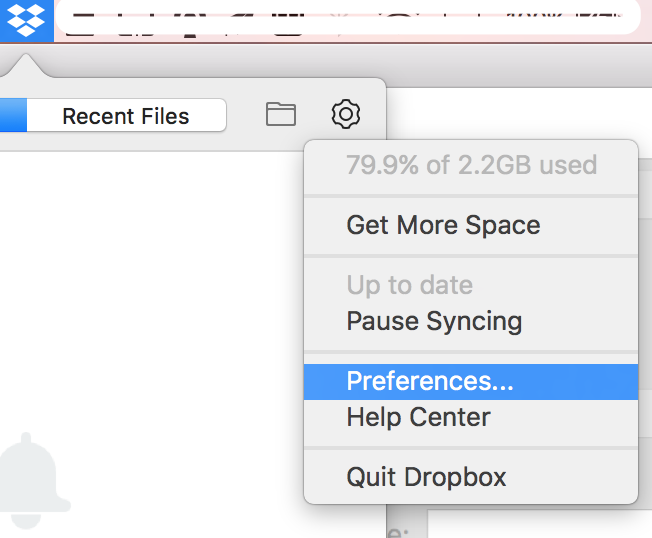 Recent Files
79.9% of 2.2GB used
Get More Space
Up to date
Pause Syncing
Preferences...
Help Center
Quit Dropbox
e: